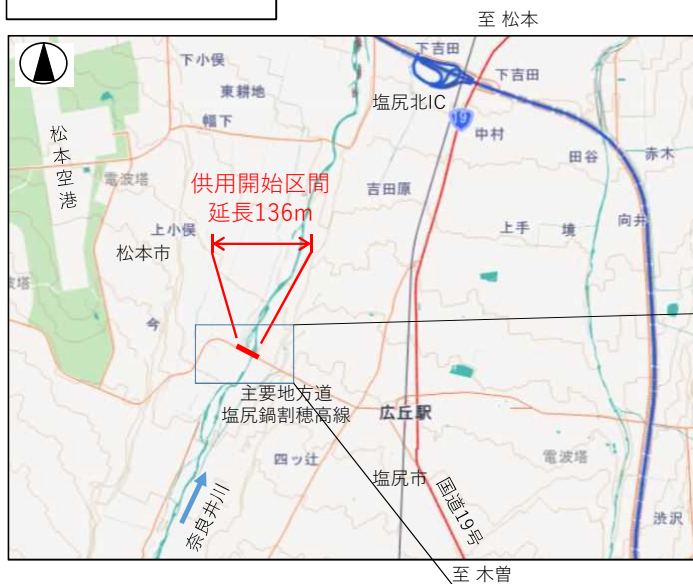 至 松本
下吉田
下小俣
下吉田
東耕地
塩尻北IC
幅下
19
中村
松本空港
田谷
赤木
電波塔
供用開始区間
延長136m
吉田原
上小俣
上手
境
向井
松本市
波塔
今
主要地方道
塩尻鍋割穂高線
広丘駅
四ッ辻
電波塔
塩尻市
国道19号
奈良井川
渋沢
至 木曽